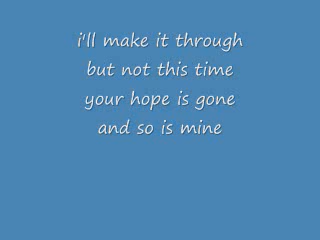 i'll make it through
but not this time
your hope is gone
and so is mine